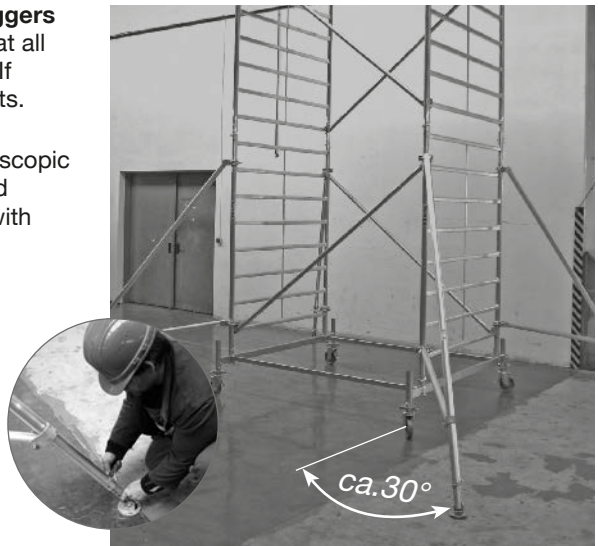 ggers
at all
lf
ts.
scopic
d
with
ca.30°